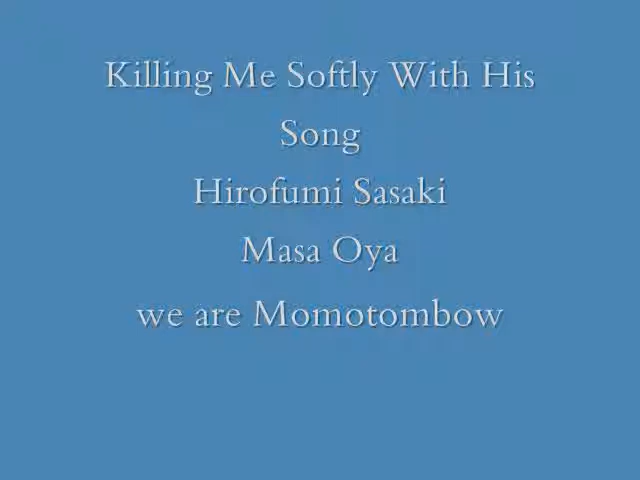 Killing Me Softly With His
Song
Hirofumi Sasaki
Masa Oya
we are Momotombow